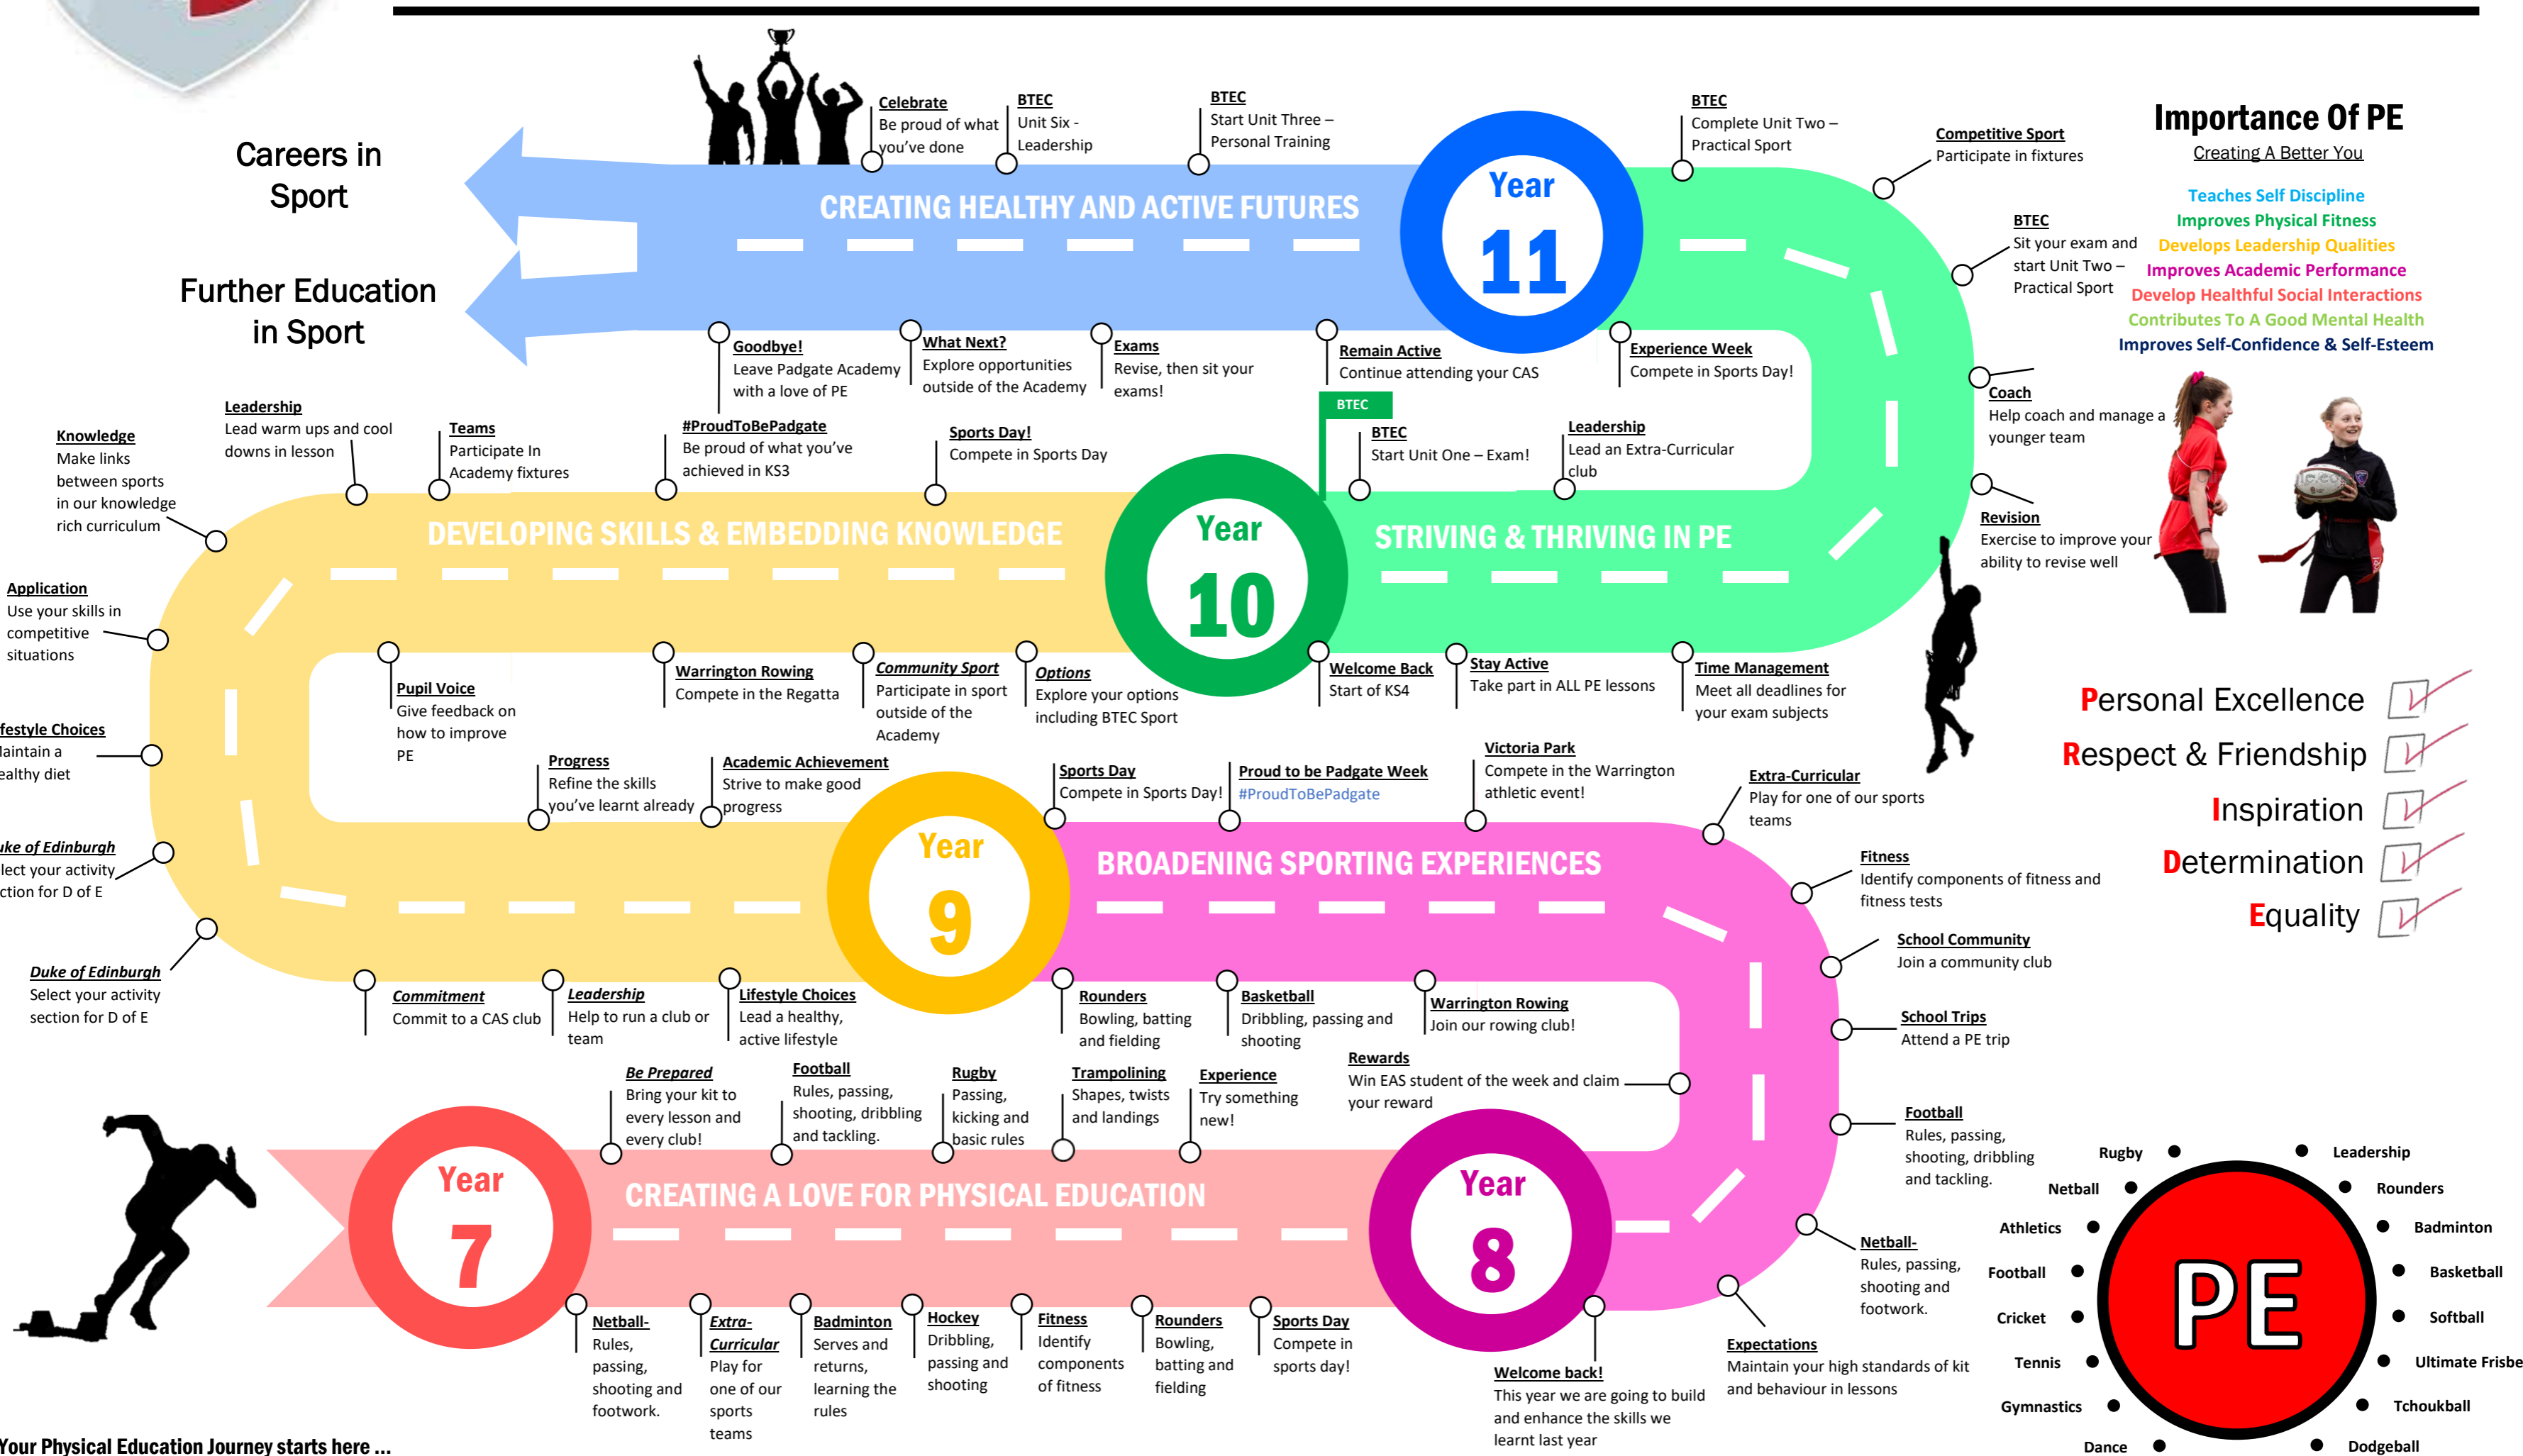 Careers in
Sport
Further Education
in Sport
Celebrate
Be proud of what
you've done
BTEC
Unit Six -
Leadership
BTEC
Start Unit Three –
Personal Training
CREATING HEALTHY AND ACTIVE FUTURES
Year
11
BTEC
Complete Unit Two –
Practical Sport
Competitive Sport
Participate in fixtures
BTEC
Sit your exam and
start Unit Two –
Practical Sport
Importance Of PE
Creating A Better You
Teaches Self Discipline
Improves Physical Fitness
Develops Leadership Qualities
Improves Academic Performance
Develop Healthful Social Interactions
Contributes To A Good Mental Health
Improves Self-Confidence & Self-Esteem
Goodbye!
Leave Padgate Academy
with a love of PE
What Next?
Explore opportunities
outside of the Academy
Exams
Revise, then sit your
exams!
Remain Active
Continue attending your CAS
Experience Week
Compete in Sports Day!
Coach
Help coach and manage a
younger team
Revision
Exercise to improve your
ability to revise well
Knowledge
Make links
between sports
in our knowledge
rich curriculum
Leadership
Lead warm ups and cool
downs in lesson
Teams
Participate In
Academy fixtures
#ProudToBePadgate
Be proud of what you've
achieved in KS3
Sports Day!
Compete in Sports Day
BTEC
BTEC
Start Unit One – Exam!
Leadership
Lead an Extra-Curricular
club
DEVELOPING SKILLS & EMBEDDING KNOWLEDGE
Year
10
STRIVING & THRIVING IN PE
Application
Use your skills in
competitive
situations
festyle Choices
aintain a
ealthy diet
uke of Edinburgh
lect your activity
ction for D of E
Duke of Edinburgh
Select your activity
section for D of E
Pupil Voice
Give feedback on
how to improve
PE
Warrington Rowing
Compete in the Regatta
Community Sport
Participate in sport
outside of the
Academy
Options
Explore your options
including BTEC Sport
Welcome Back
Start of KS4
Stay Active
Take part in ALL PE lessons
Time Management
Meet all deadlines for
your exam subjects
Personal Excellence
Respect & Friendship
Inspiration
Determination
Equality
Progress
Refine the skills
you've learnt already
Academic Achievement
Strive to make good
progress
Year
9
Sports Day
Compete in Sports Day!
Proud to be Padgate Week
#ProudToBePadgate
Victoria Park
Compete in the Warrington
athletic event!
Extra-Curricular
Play for one of our sports
teams
BROADENING SPORTING EXPERIENCES
Fitness
Identify components of fitness and
fitness tests
School Community
Join a community club
School Trips
Attend a PE trip
Football
Rules, passing,
shooting, dribbling
and tackling.
Netball-
Rules, passing,
shooting and
footwork.
Expectations
Maintain your high standards of kit
and behaviour in lessons
Commitment
Commit to a CAS club
Leadership
Help to run a club or
team
Lifestyle Choices
Lead a healthy,
active lifestyle
Rounders
Bowling, batting
and fielding
Basketball
Dribbling, passing and
shooting
Warrington Rowing
Join our rowing club!
Rewards
Win EAS student of the week and claim
your reward
Be Prepared
Bring your kit to
every lesson and
every club!
Football
Rules, passing,
shooting, dribbling
and tackling.
Rugby
Passing,
kicking and
basic rules
Trampolining
Shapes, twists
and landings
Experience
Try something
new!
Year
7
CREATING A LOVE FOR PHYSICAL EDUCATION
Year
8
Netball-
Rules,
passing,
shooting and
footwork.
Extra-
Curricular
Play for
one of our
sports
teams
Badminton
Serves and
returns,
learning the
rules
Hockey
Dribbling,
passing and
shooting
Fitness
Identify
components
of fitness
Rounders
Bowling,
batting and
fielding
Sports Day
Compete in
sports day!
Welcome back!
This year we are going to build
and enhance the skills we
learnt last year
Your Physical Education Journey starts here ...
PE
Rugby
Netball
Athletics
Football
Cricket
Tennis
Gymnastics
Dance
Leadership
Rounders
Badminton
Basketball
Softball
Ultimate Frisbe
Tchoukball
Dodgeball